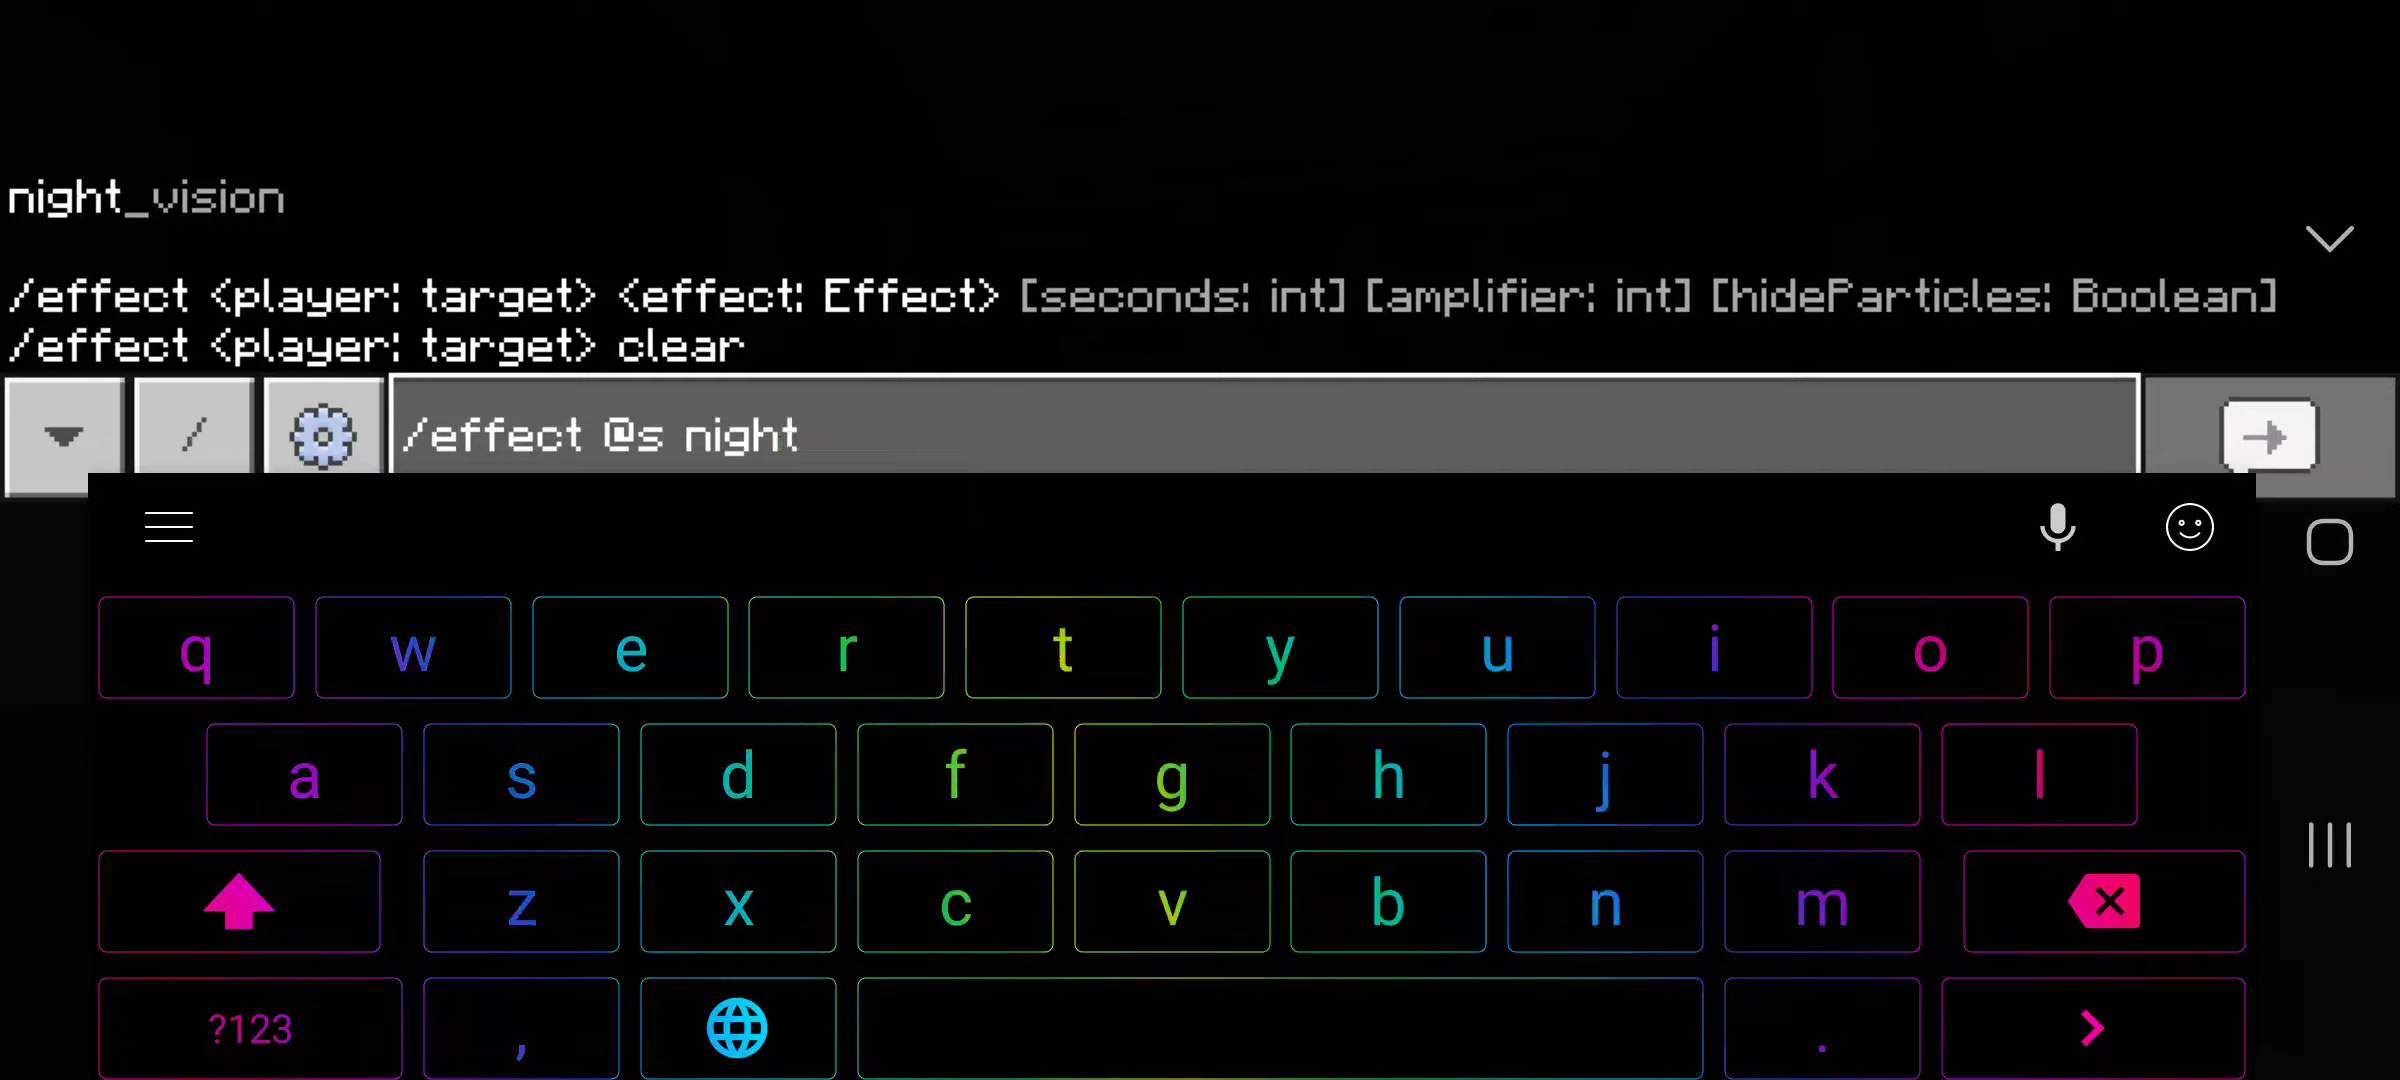 night_vision
/effect <player: target> <effect: Effect> [seconds: int] [amplifier: int] [hideParticles: Boolean]
/effect <player: target> clear
/
/effect @s night
q w e r t y u i o p
a s d f g h j k l
z x c v b n m
?123 , .